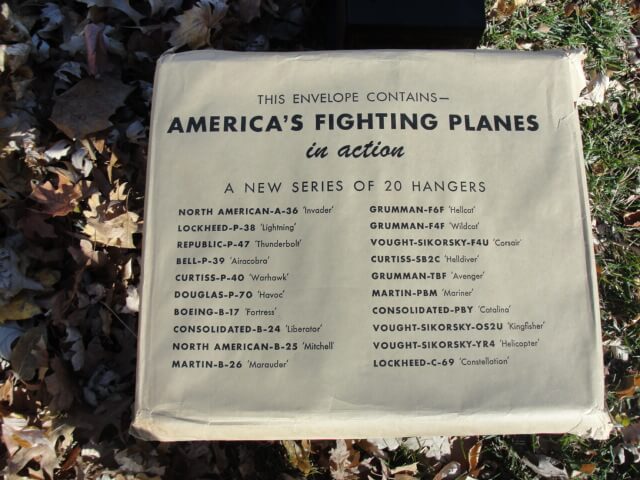 THIS ENVELOPE CONTAINS—
AMERICA'S FIGHTING PLANES
in action
A NEW SERIES OF 20 HANGERS
NORTH AMERICAN-A-36 'Invader'
LOCKHEED-P-38 'Lightning'
REPUBLIC-P-47 'Thunderbolt'
BELL-P-39 'Airacobra'
CURTISS-P-40 'Warhawk'
DOUGLAS-P-70 'Havoc'
BOEING-B-17 'Fortress'
CONSOLIDATED-B-24 'Liberator'
NORTH AMERICAN-B-25 'Mitchell'
MARTIN-B-26 'Marauder'
GRUMMAN-F6F 'Hellcat'
GRUMMAN-F4F 'Wildcat'
VOUGHT-SIKORSKY-F4U 'Corsair'
CURTISS-SB2C 'Helldiver'
GRUMMAN-TBF 'Avenger'
MARTIN-PBM 'Mariner'
CONSOLIDATED-PBY 'Catalina'
VOUGHT-SIKORSKY-OS2U 'Kingfisher'
VOUGHT-SIKORSKY-YR4 'Helicopter'
LOCKHEED-C-69 'Constellation'